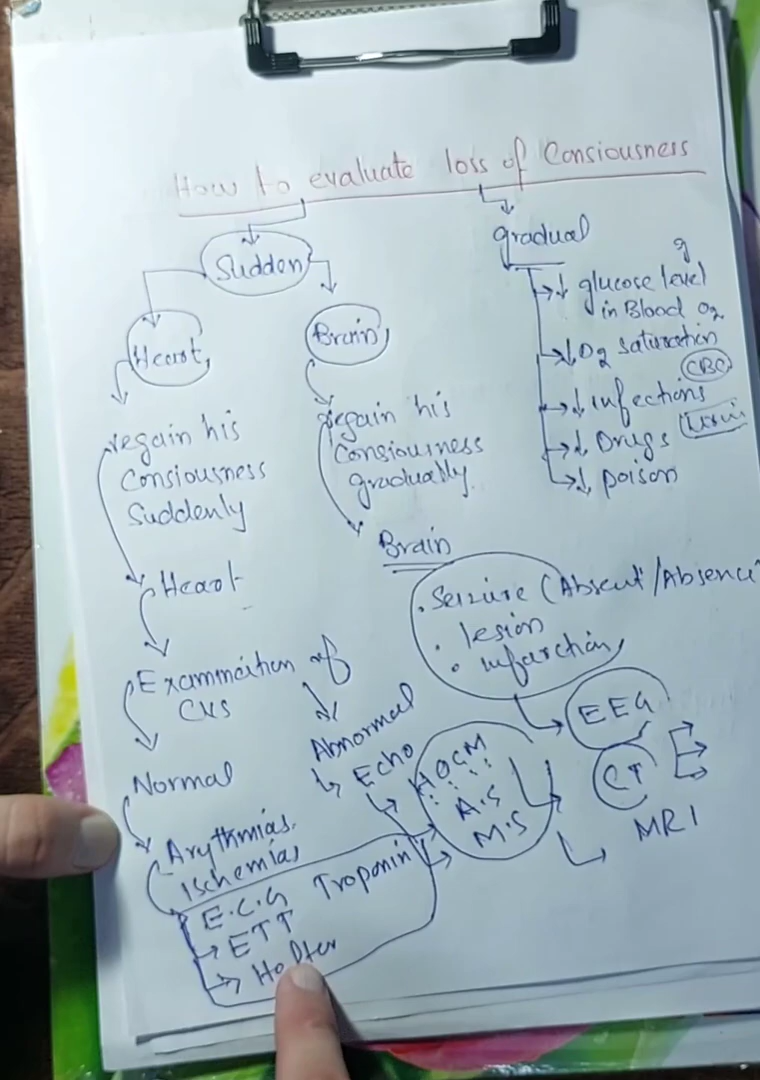 How to evaluate loss of Consiousness
Sudden
Heart
regain his
Consiousness
Suddenly
Heart
Examination of
CVS
Normal
Arythmias
Ischemias
E.C.G Troponin
ETT
Holter
Abnormal
Echo
HOCM
A.S
M.S
Brain
regain his
Consiousness
gradually
Brain
. Seizure (Absent/Absence
. lesion
. infarction
EEG
CT
MRI
gradual
↓ glucose level
in Blood O2
↓ O2 saturation
CBC
↓ infections
↓ Drugs
↓ poison